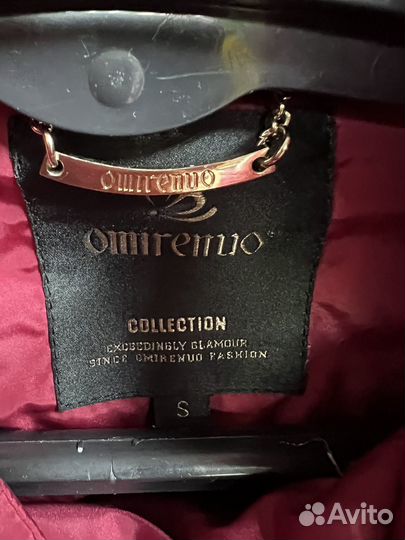 omirenuo
omirenuo
COLLECTION
EXCEEDINGLY GLAMOUR
SINCE OMIRENUO FASHION
S
Avito